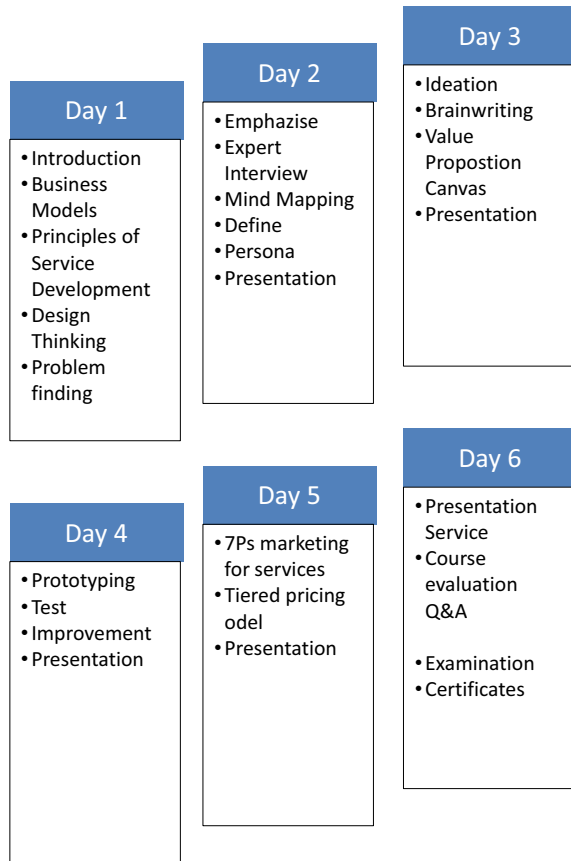 Day 1
• Introduction
• Business
Models
• Principles of
Service
Development
• Design
Thinking
• Problem
finding
Day 2
• Emphazise
• Expert
Interview
• Mind Mapping
• Define
• Persona
• Presentation
Day 3
• Ideation
• Brainwriting
• Value
Propostion
Canvas
• Presentation
Day 4
• Prototyping
• Test
• Improvement
• Presentation
Day 5
• 7Ps marketing
for services
• Tiered pricing
odel
• Presentation
Day 6
• Presentation
Service
• Course
evaluation
Q&A
• Examination
• Certificates